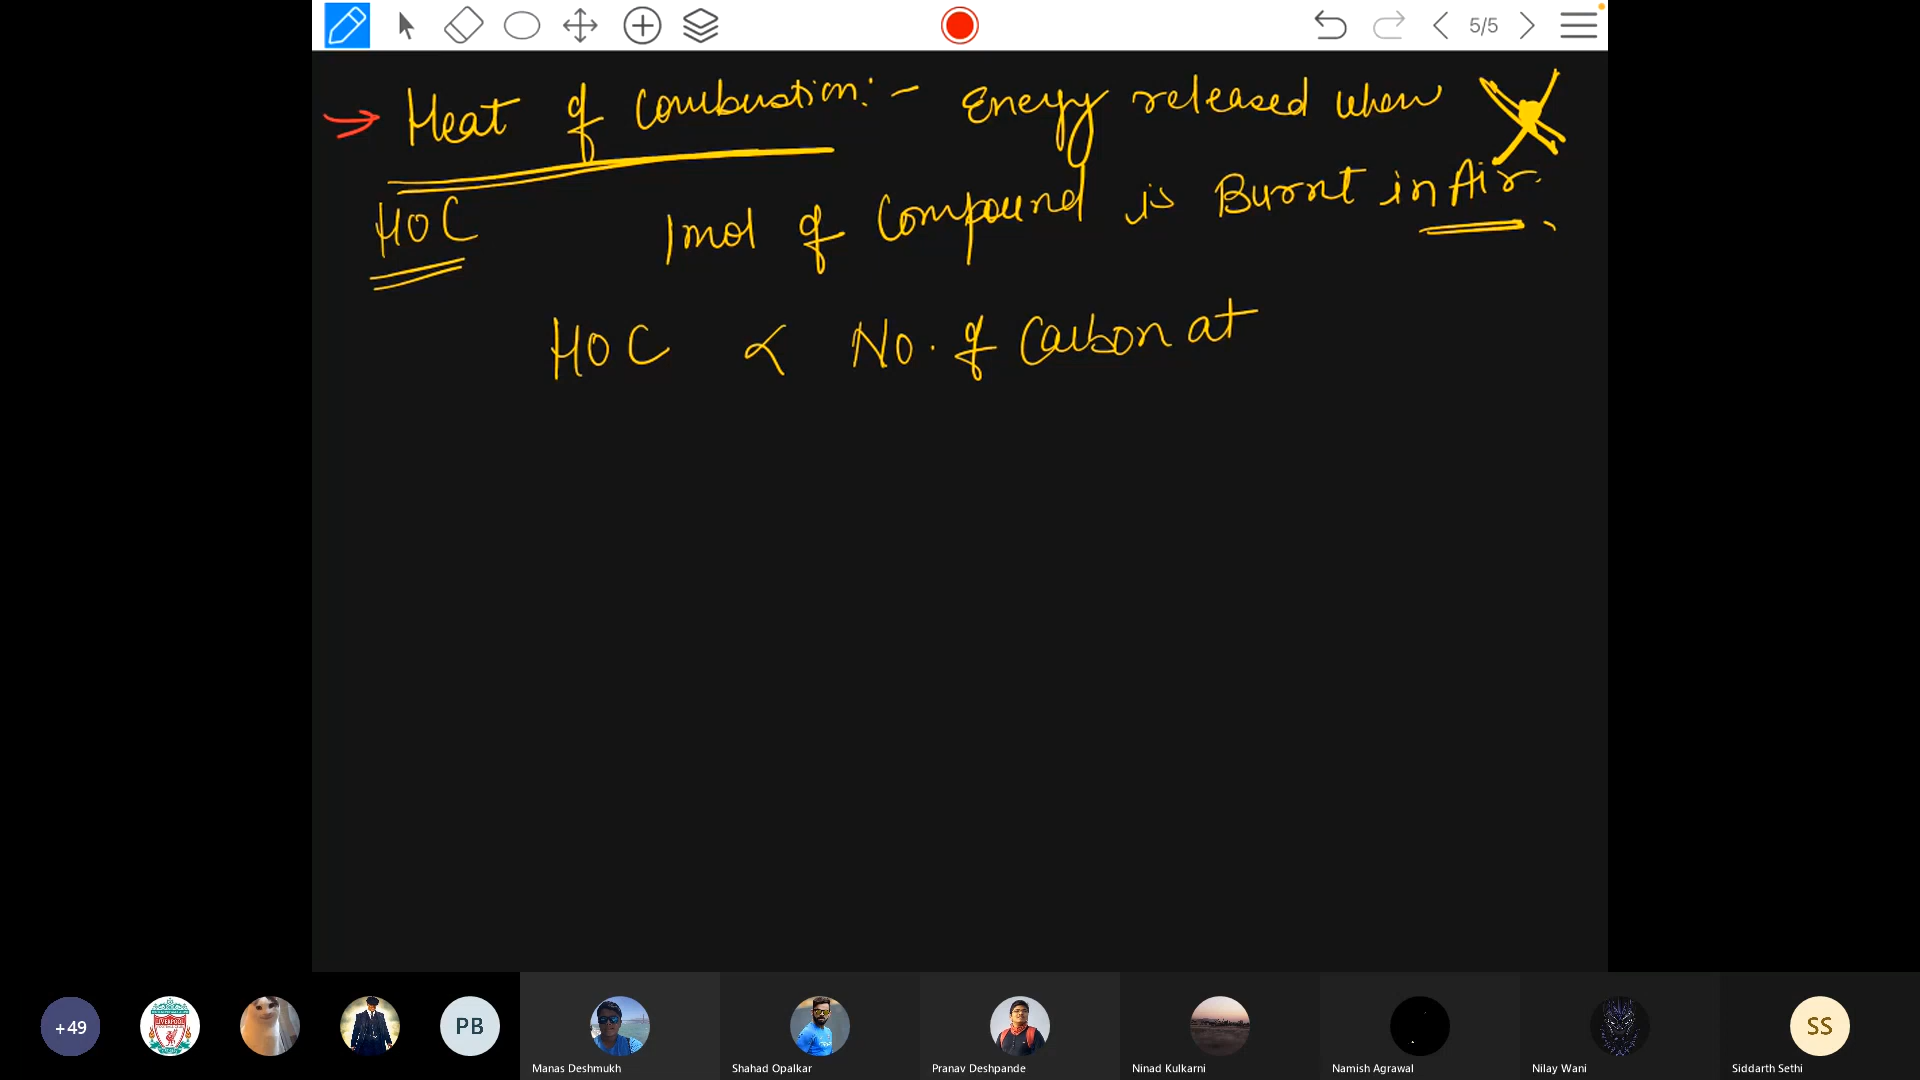 5/5
→ Heat of Combustion:- Energy released when
HOC 1mol of Compound is Burnt in Air.
HOC ∝ No. of Carbon at
+49
LIVERPOOL
PB
SS
Manas Deshmukh
Shahad Opalkar
Pranav Deshpande
Ninad Kulkarni
Namish Agrawal
Nilay Wani
Siddarth Sethi